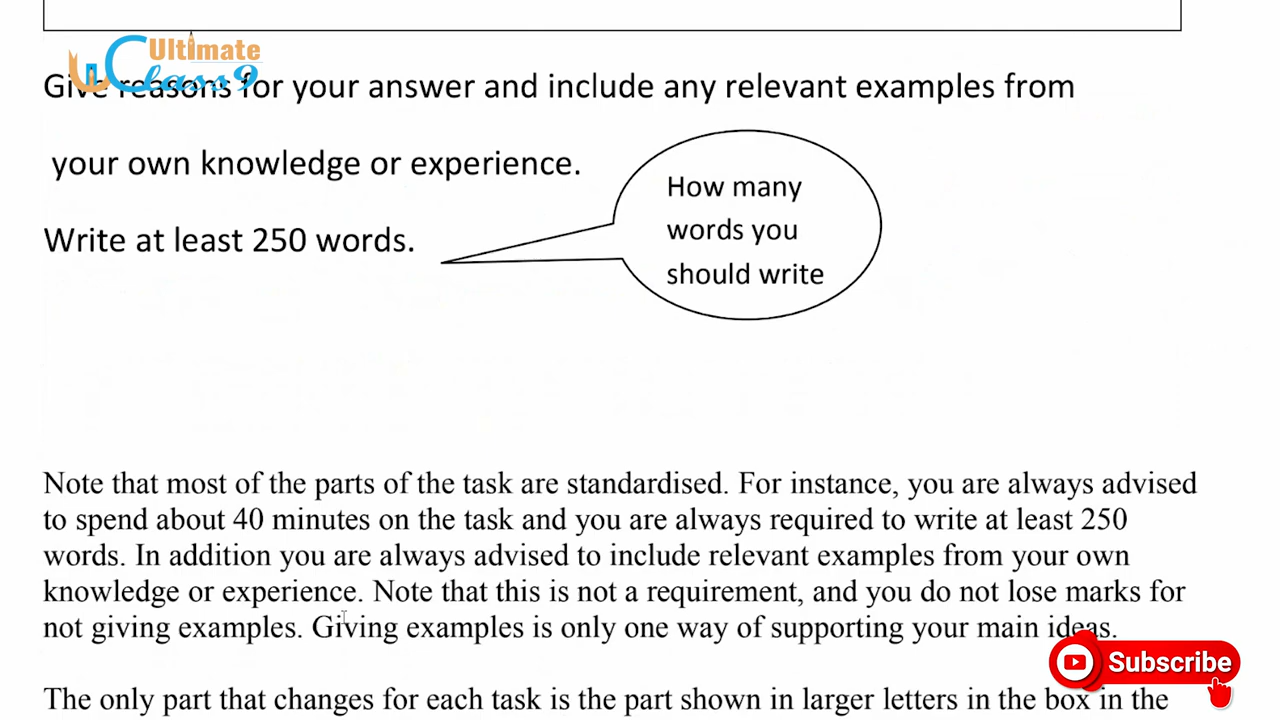 Ultimate
Class9
Give reasons for your answer and include any relevant examples from
your own knowledge or experience.
How many
words you
should write
Write at least 250 words.
Note that most of the parts of the task are standardised. For instance, you are always advised
to spend about 40 minutes on the task and you are always required to write at least 250
words. In addition you are always advised to include relevant examples from your own
knowledge or experience. Note that this is not a requirement, and you do not lose marks for
not giving examples. Giving examples is only one way of supporting your main ideas.
Subscribe
The only part that changes for each task is the part shown in larger letters in the box in the